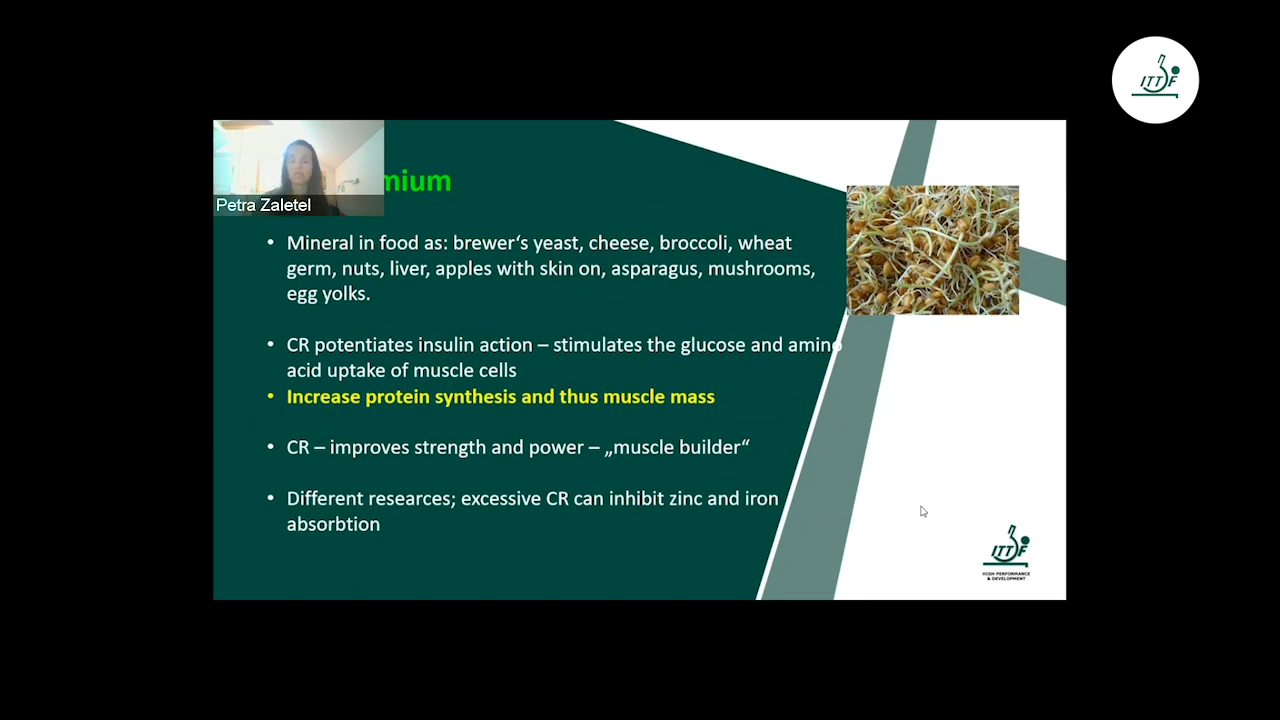 ITTF
mium
Petra Zaletel
• Mineral in food as: brewer‘s yeast, cheese, broccoli, wheat
germ, nuts, liver, apples with skin on, asparagus, mushrooms,
egg yolks.
• CR potentiates insulin action – stimulates the glucose and amino
acid uptake of muscle cells
• Increase protein synthesis and thus muscle mass
• CR – improves strength and power – „muscle builder“
• Different researces; excessive CR can inhibit zinc and iron
absorbtion
ITTF
HIGH PERFORMANCE
& DEVELOPMENT